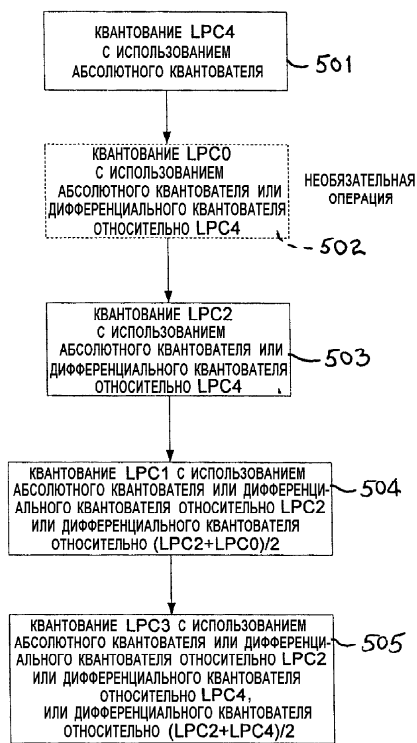 КВАНТОВАНИЕ LPC4
С ИСПОЛЬЗОВАНИЕМ
АБСОЛЮТНОГО КВАНТОВАТЕЛЯ
501
КВАНТОВАНИЕ LPC0
С ИСПОЛЬЗОВАНИЕМ
АБСОЛЮТНОГО КВАНТОВАТЕЛЯ ИЛИ
ДИФФЕРЕНЦИАЛЬНОГО КВАНТОВАТЕЛЯ
ОТНОСИТЕЛЬНО LPC4
НЕОБЯЗАТЕЛЬНАЯ
ОПЕРАЦИЯ
502
КВАНТОВАНИЕ LPC2
С ИСПОЛЬЗОВАНИЕМ
АБСОЛЮТНОГО КВАНТОВАТЕЛЯ ИЛИ
ДИФФЕРЕНЦИАЛЬНОГО КВАНТОВАТЕЛЯ
ОТНОСИТЕЛЬНО LPC4
503
КВАНТОВАНИЕ LPC1 С ИСПОЛЬЗОВАНИЕМ
АБСОЛЮТНОГО КВАНТОВАТЕЛЯ ИЛИ ДИФФЕРЕНЦИ-
АЛЬНОГО КВАНТОВАТЕЛЯ ОТНОСИТЕЛЬНО LPC2
ИЛИ ДИФФЕРЕНЦИАЛЬНОГО КВАНТОВАТЕЛЯ
ОТНОСИТЕЛЬНО (LPC2+LPC0)/2
504
КВАНТОВАНИЕ LPC3 С ИСПОЛЬЗОВАНИЕМ
АБСОЛЮТНОГО КВАНТОВАТЕЛЯ ИЛИ ДИФФЕРЕНЦИ-
АЛЬНОГО КВАНТОВАТЕЛЯ ОТНОСИТЕЛЬНО LPC2
ИЛИ ДИФФЕРЕНЦИАЛЬНОГО КВАНТОВАТЕЛЯ
ОТНОСИТЕЛЬНО LPC4,
ИЛИ ДИФФЕРЕНЦИАЛЬНОГО КВАНТОВАТЕЛЯ
ОТНОСИТЕЛЬНО (LPC2+LPC4)/2
505